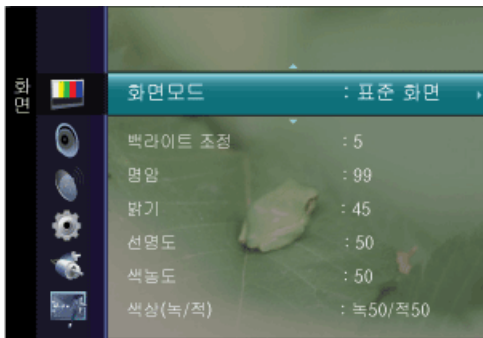 화면
화면모드 : 표준 화면
백라이트 조정 : 5
명암 : 99
밝기 : 45
선명도 : 50
색농도 : 50
색상(녹/적) : 녹50/적50